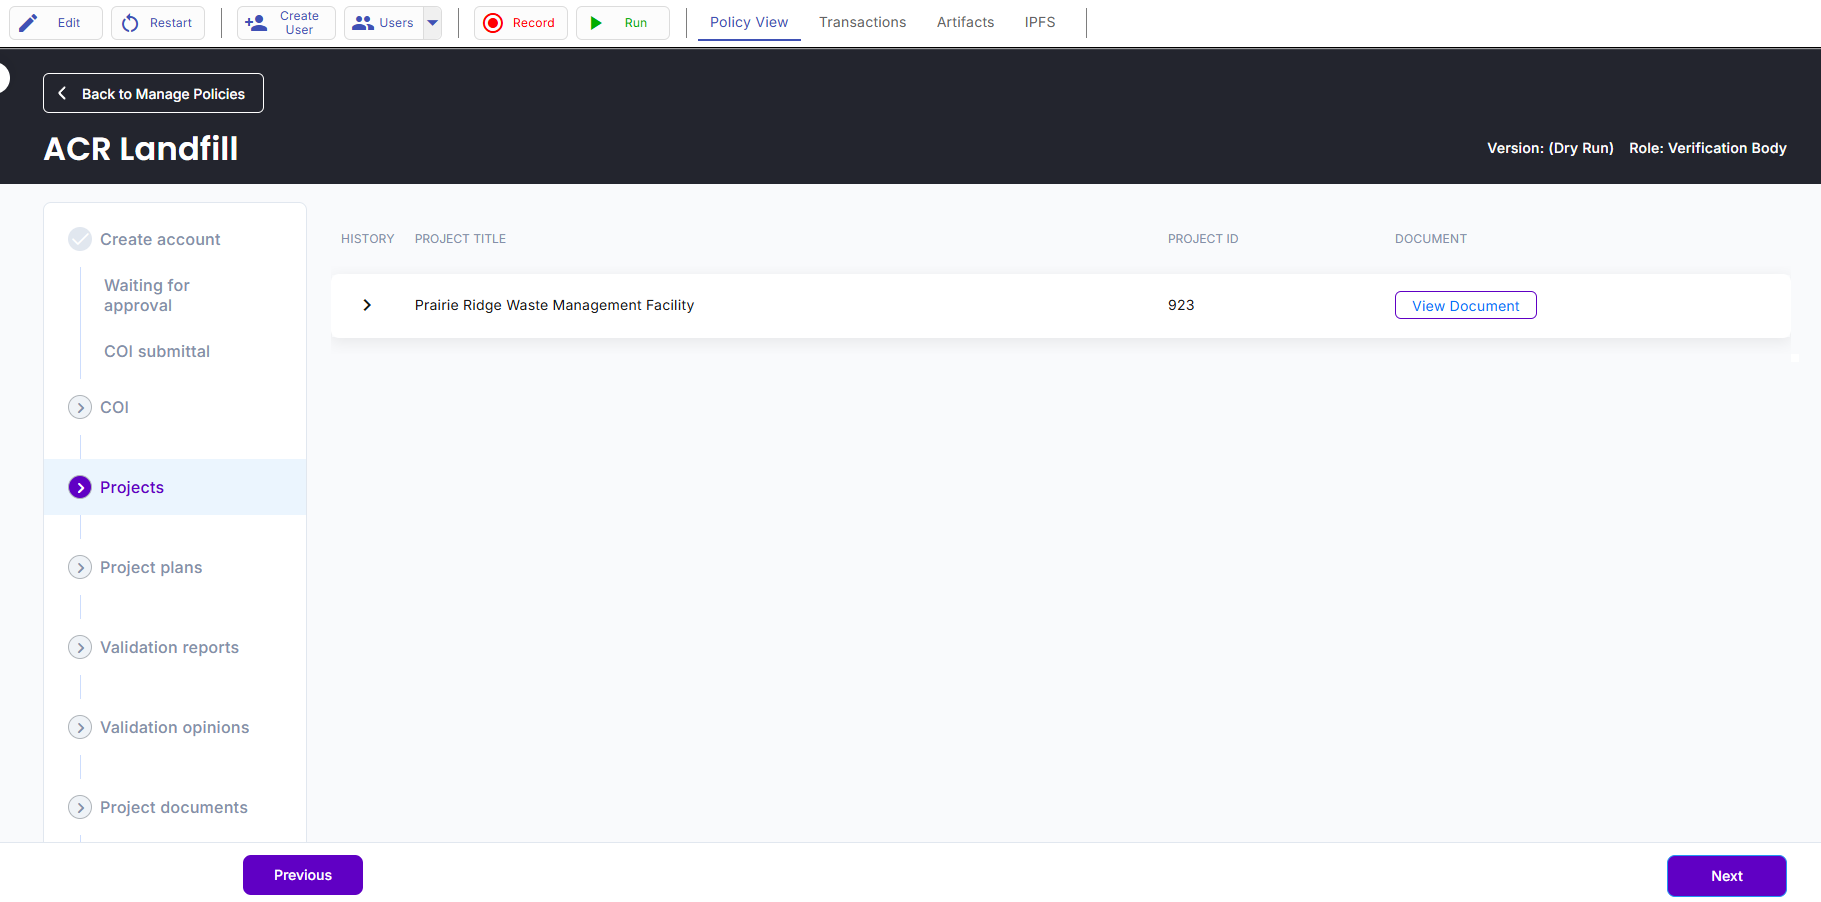 Edit
Restart
Create
User
Users
Record
Run
Policy View
Transactions
Artifacts
IPFS
Back to Manage Policies
ACR Landfill
Version: (Dry Run) Role: Verification Body
Create account
Waiting for
approval
COI submittal
COI
Projects
Project plans
Validation reports
Validation opinions
Project documents
HISTORY PROJECT TITLE PROJECT ID DOCUMENT
Prairie Ridge Waste Management Facility 923 View Document
Previous
Next